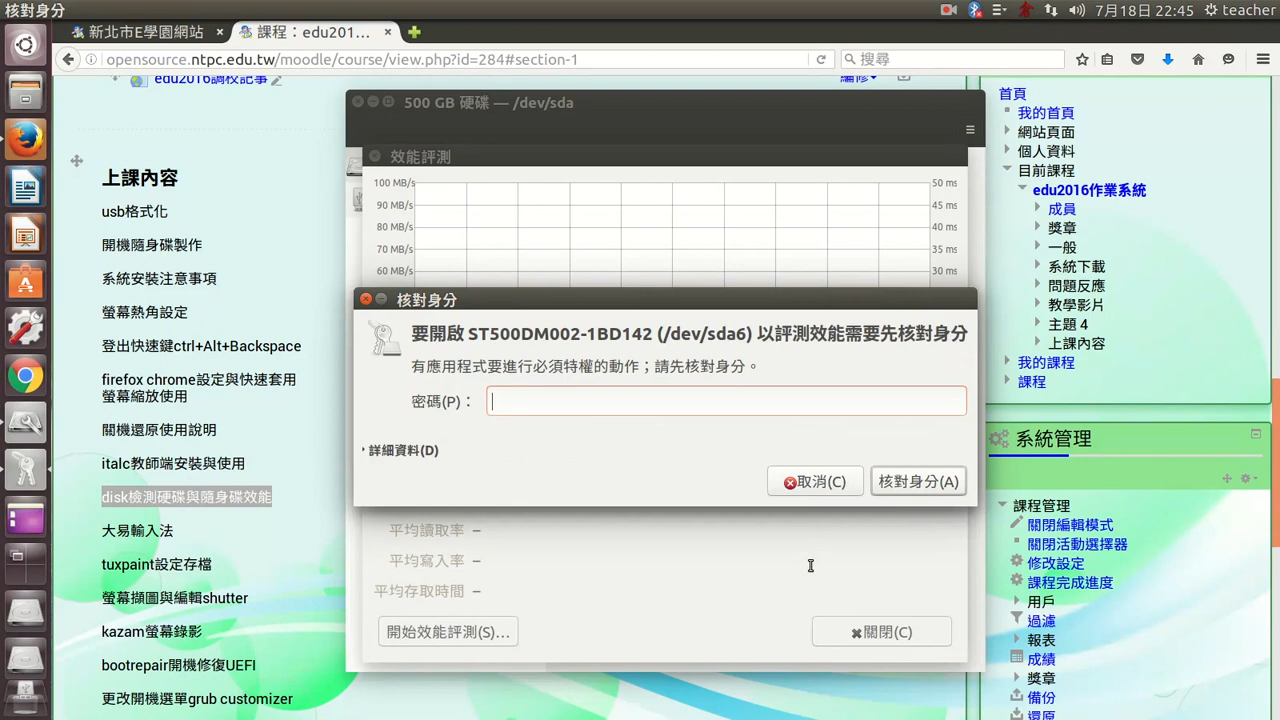 核對身分
7月18日 22:45
teacher
新北市E學園網站
課程：edu201...
opensource.ntpc.edu.tw/moodle/course/view.php?id=284#section-1
搜尋
edu2016調校記事
上課內容
usb格式化
開機隨身碟製作
系統安裝注意事項
螢幕熱角設定
登出快速鍵ctrl+Alt+Backspace
firefox chrome設定與快速套用
螢幕縮放使用
關機還原使用說明
italc教師端安裝與使用
disk檢測硬碟與隨身碟效能
大易輸入法
tuxpaint設定存檔
螢幕擷圖與編輯shutter
kazam螢幕錄影
bootrepair開機修復UEFI
更改開機選單grub customizer
500 GB 硬碟 — /dev/sda
效能評測
100 MB/s
90 MB/s
80 MB/s
70 MB/s
60 MB/s
50 ms
45 ms
40 ms
35 ms
30 ms
核對身分
要開啟 ST500DM002-1BD142 (/dev/sda6) 以評測效能需要先核對身分
有應用程式要進行必須特權的動作；請先核對身分。
密碼(P)：
詳細資料(D)
取消(C)
核對身分(A)
平均讀取率 –
平均寫入率 –
平均存取時間 –
開始效能評測(S)...
關閉(C)
編修
首頁
我的首頁
網站頁面
個人資料
目前課程
edu2016作業系統
成員
獎章
一般
系統下載
問題反應
教學影片
主題 4
上課內容
我的課程
課程
系統管理
課程管理
關閉編輯模式
關閉活動選擇器
修改設定
課程完成進度
用戶
過濾
報表
成績
獎章
備份
還原